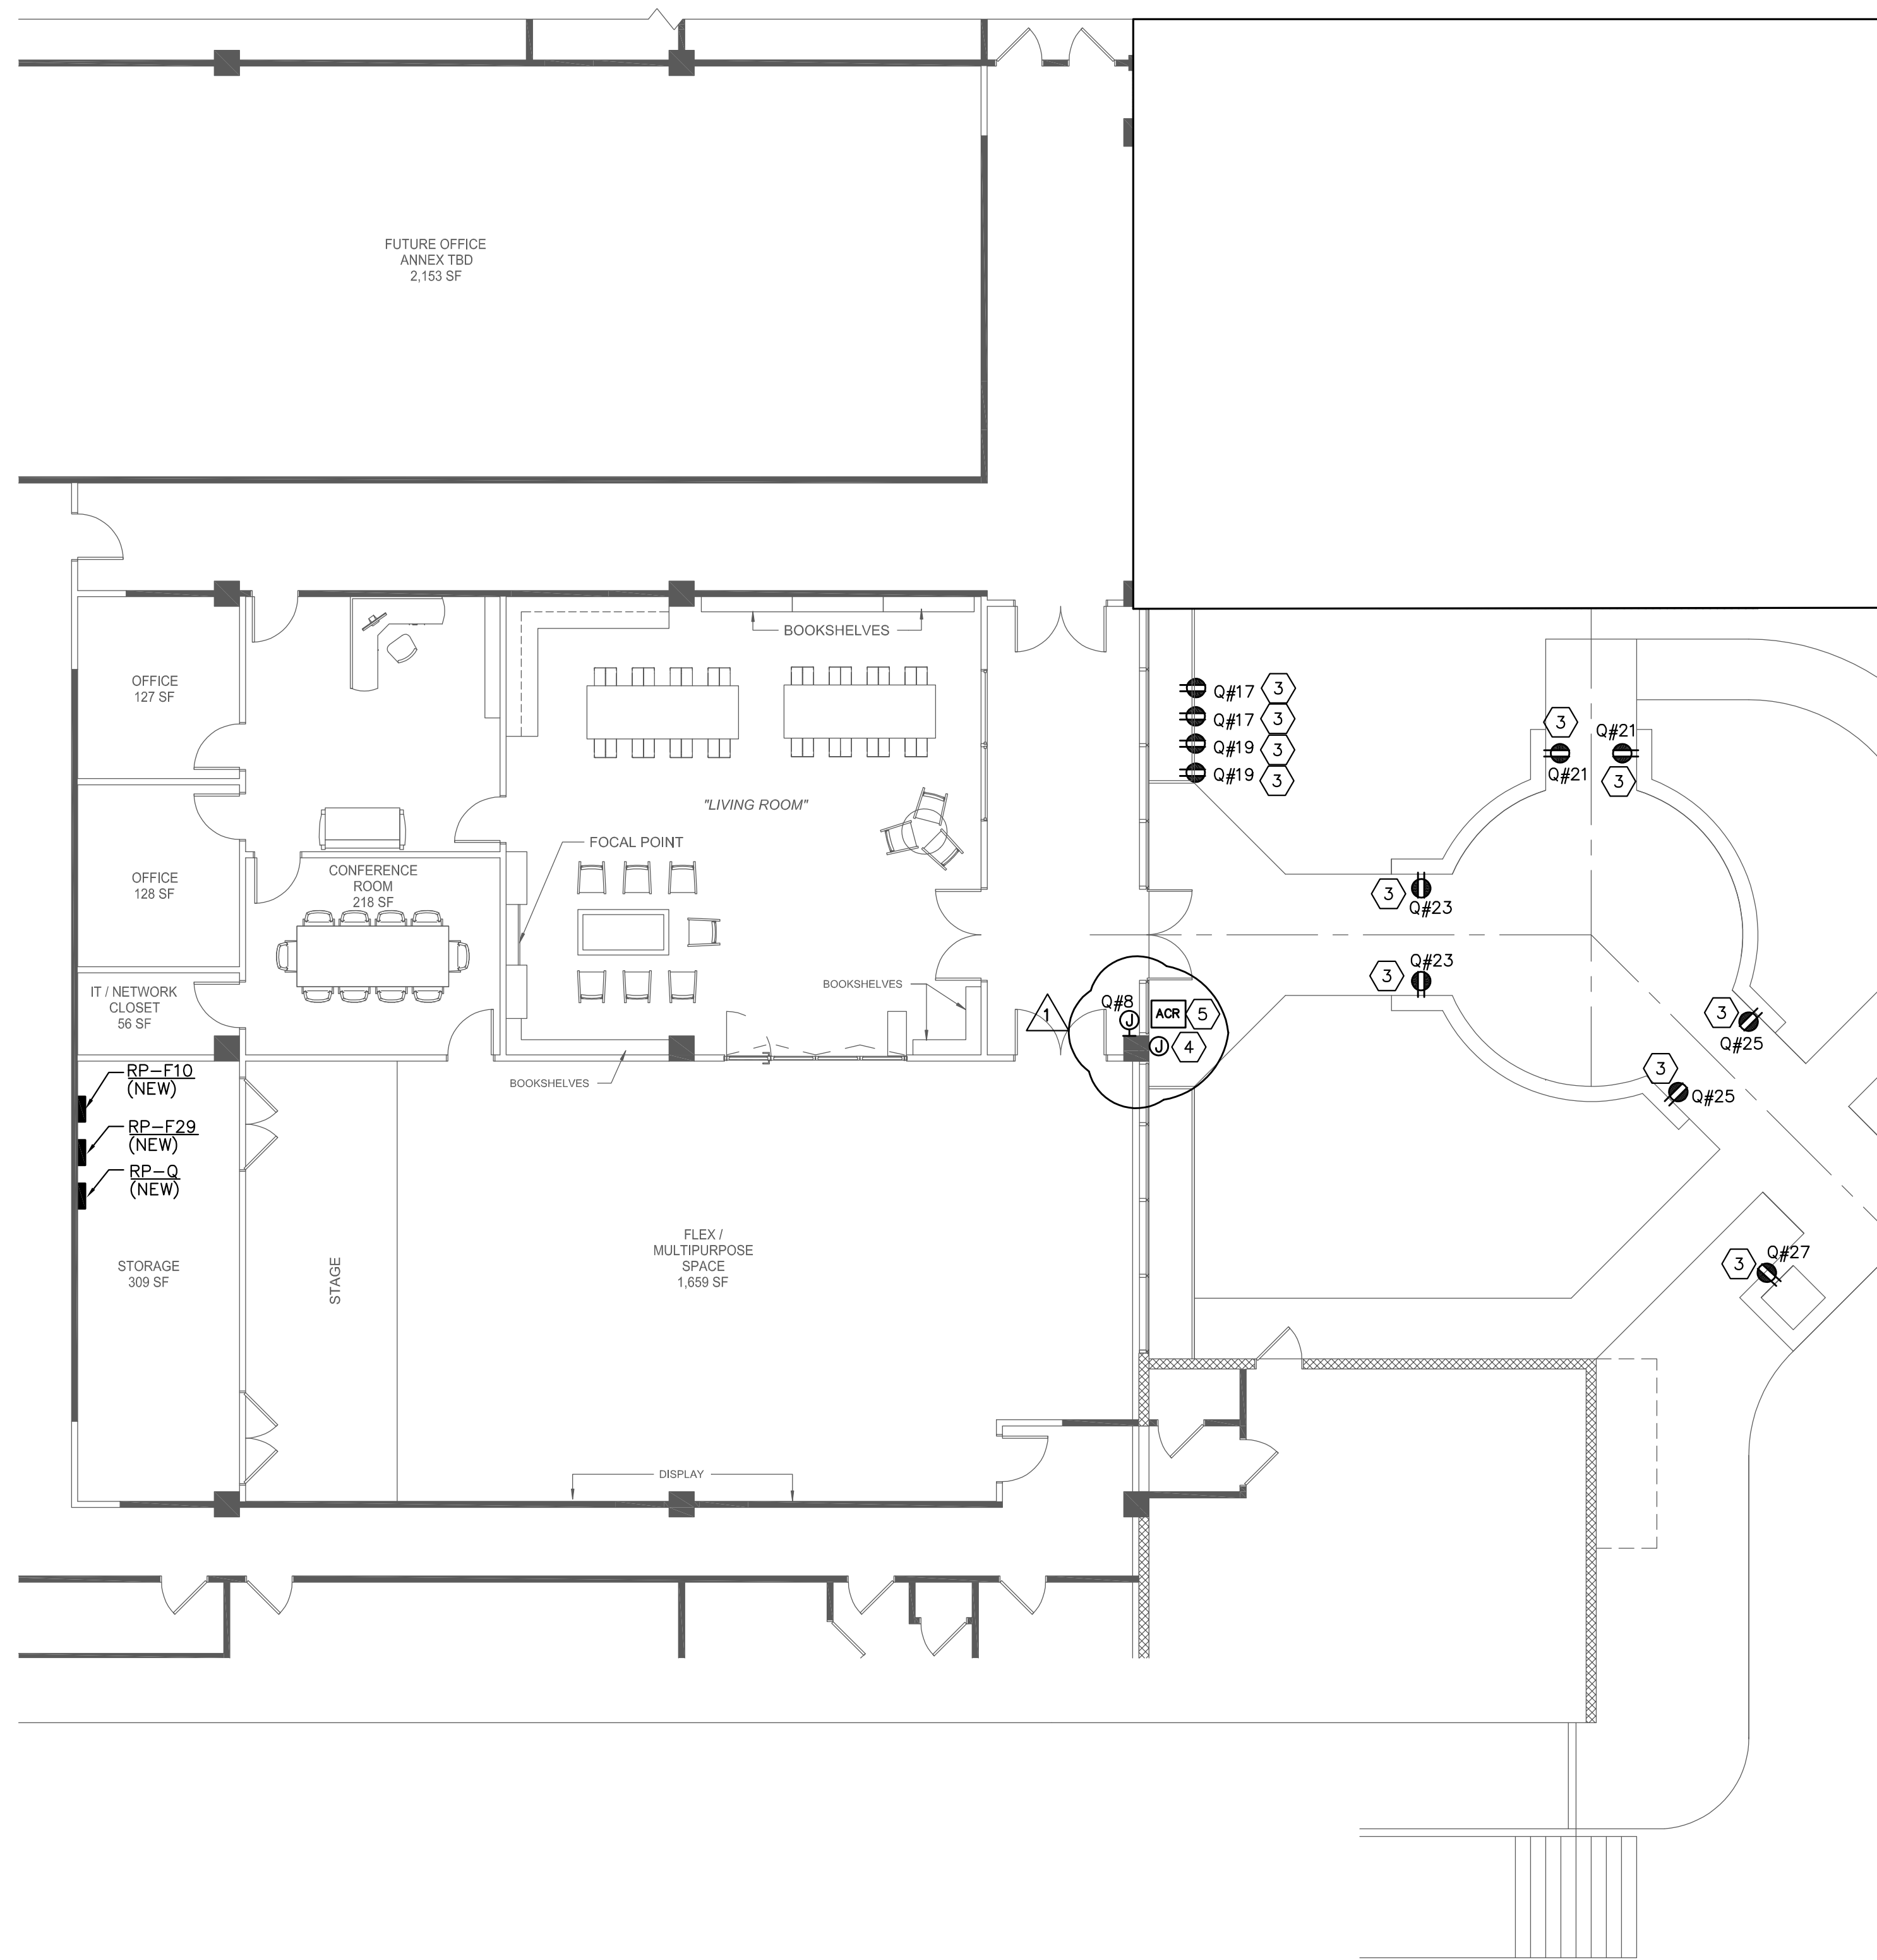 FUTURE OFFICE
ANNEX TBD
2,153 SF
BOOKSHELVES
OFFICE
127 SF
"LIVING ROOM"
Q#17 3
Q#17 3
Q#19 3
Q#19 3
3
Q#21
Q#21
3
FOCAL POINT
CONFERENCE
ROOM
218 SF
OFFICE
128 SF
3
Q#23
Q#23
3
IT / NETWORK
CLOSET
56 SF
BOOKSHELVES
1
Q#8
J
ACR 5
J 4
3
Q#25
3
Q#25
BOOKSHELVES
RP-F10
(NEW)
RP-F29
(NEW)
RP-Q
(NEW)
STORAGE
309 SF
STAGE
FLEX /
MULTIPURPOSE
SPACE
1,659 SF
3
Q#27
DISPLAY